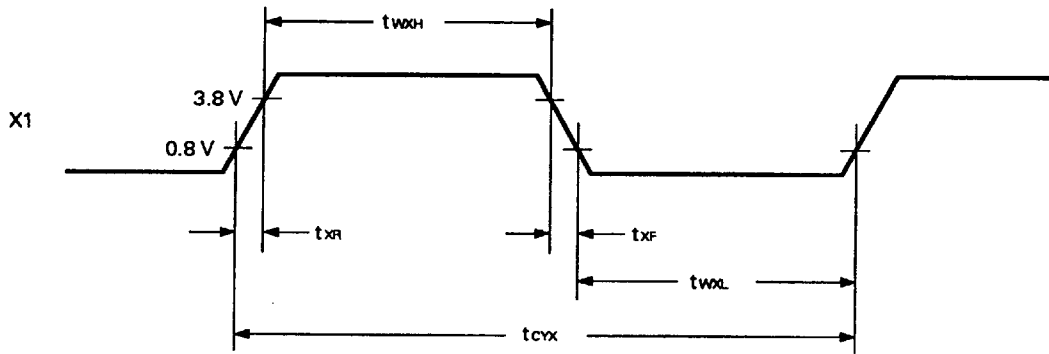 tWXH
3.8 V
X1
0.8 V
tXR
tXF
tWXL
tCYX